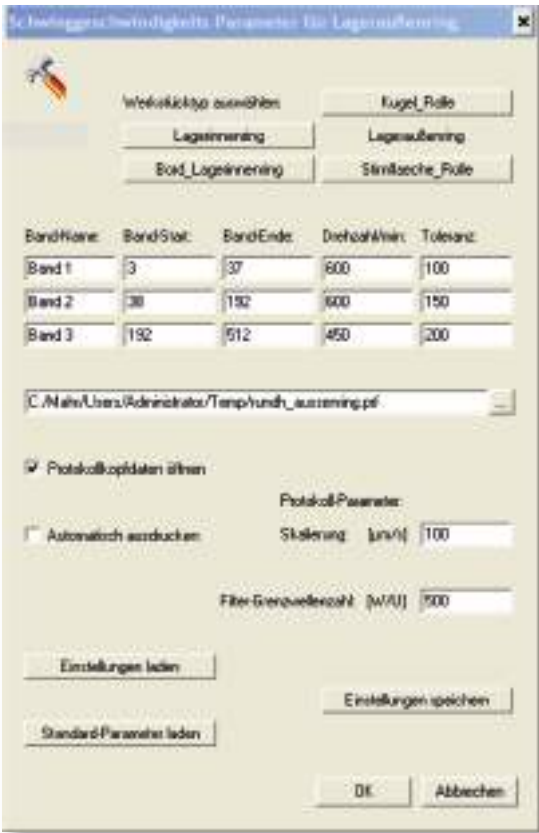 Schwinggeschwindigkeits Parameter für Lageraußenring
Werkstücktyp auswählen:
Kugel_Rolle
Lagerinnenring
Lageraußenring
Bord_Lagerinnenring
Stirnflaeche_Rolle
Band-Name: Band-Start: Band-Ende: Drehzahl/min: Toleranz:
Band 1 3 37 600 100
Band 2 38 192 600 150
Band 3 192 512 450 200
C:/Mahr/Users/Administrator/Temp/rundh_aussenring.prf ...
Protokollkopfdaten öffnen
Protokoll-Parameter:
Automatisch ausdrucken
Skalierung: [µm/s] 100
Filter-Grenzwellenzahl: [W/U] 500
Einstellungen laden
Einstellungen speichern
Standard-Parameter laden
OK
Abbrechen